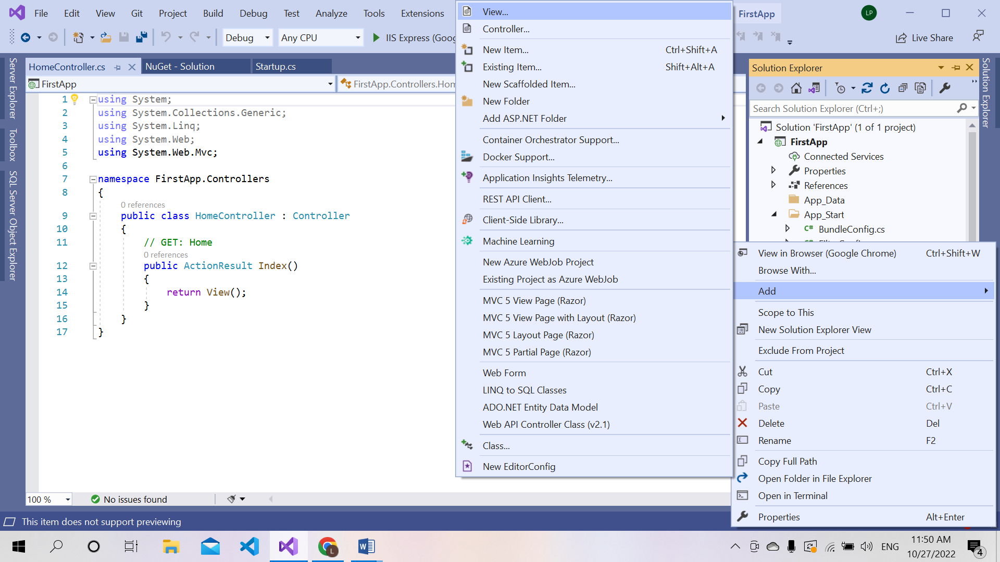 File Edit View Git Project Build Debug Test Analyze Tools Extensions FirstApp LP
Debug Any CPU IIS Express (Goog Live Share
HomeController.cs NuGet - Solution Startup.cs
FirstApp FirstApp.Controllers.Hom
Server Explorer
Toolbox
SQL Server Object Explorer
1 using System;
2 using System.Collections.Generic;
3 using System.Linq;
4 using System.Web;
5 using System.Web.Mvc;
6
7 namespace FirstApp.Controllers
8 {
0 references
9 public class HomeController : Controller
10 {
11 // GET: Home
0 references
12 public ActionResult Index()
13 {
14 return View();
15 }
16 }
17 }
100 % No issues found
This item does not support previewing
View...
Controller...
New Item... Ctrl+Shift+A
Existing Item... Shift+Alt+A
New Scaffolded Item...
New Folder
Add ASP.NET Folder
Container Orchestrator Support...
Docker Support...
Application Insights Telemetry...
REST API Client...
Client-Side Library...
Machine Learning
New Azure WebJob Project
Existing Project as Azure WebJob
MVC 5 View Page (Razor)
MVC 5 View Page with Layout (Razor)
MVC 5 Layout Page (Razor)
MVC 5 Partial Page (Razor)
Web Form
LINQ to SQL Classes
ADO.NET Entity Data Model
Web API Controller Class (v2.1)
Class...
New EditorConfig
Solution Explorer
Search Solution Explorer (Ctrl+;)
Solution 'FirstApp' (1 of 1 project)
FirstApp
Connected Services
Properties
References
App_Data
App_Start
C# BundleConfig.cs
Solution Explorer
View in Browser (Google Chrome) Ctrl+Shift+W
Browse With...
Add
Scope to This
New Solution Explorer View
Exclude From Project
Cut Ctrl+X
Copy Ctrl+C
Paste Ctrl+V
Delete Del
Rename F2
Copy Full Path
Open Folder in File Explorer
Open in Terminal
Properties Alt+Enter
L ENG 11:50 AM
10/27/2022 4